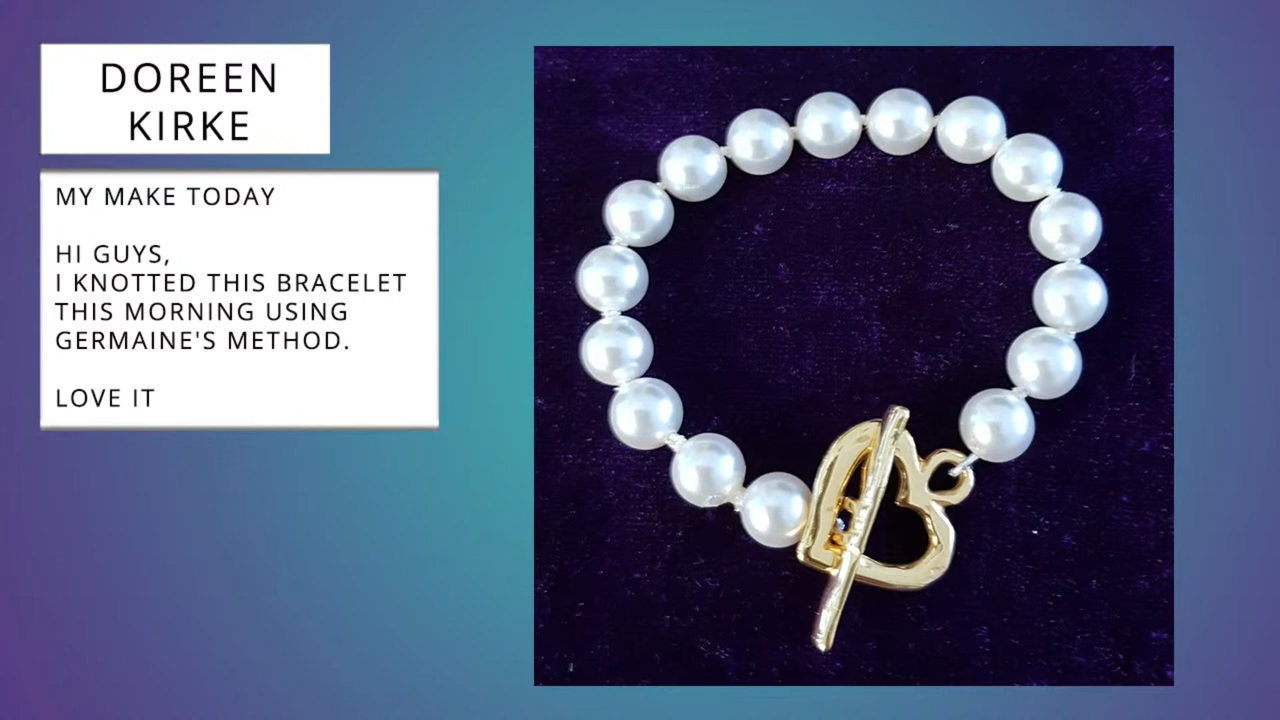 DOREEN
KIRKE
MY MAKE TODAY
HI GUYS,
I KNOTTED THIS BRACELET
THIS MORNING USING
GERMAINE'S METHOD.
LOVE IT